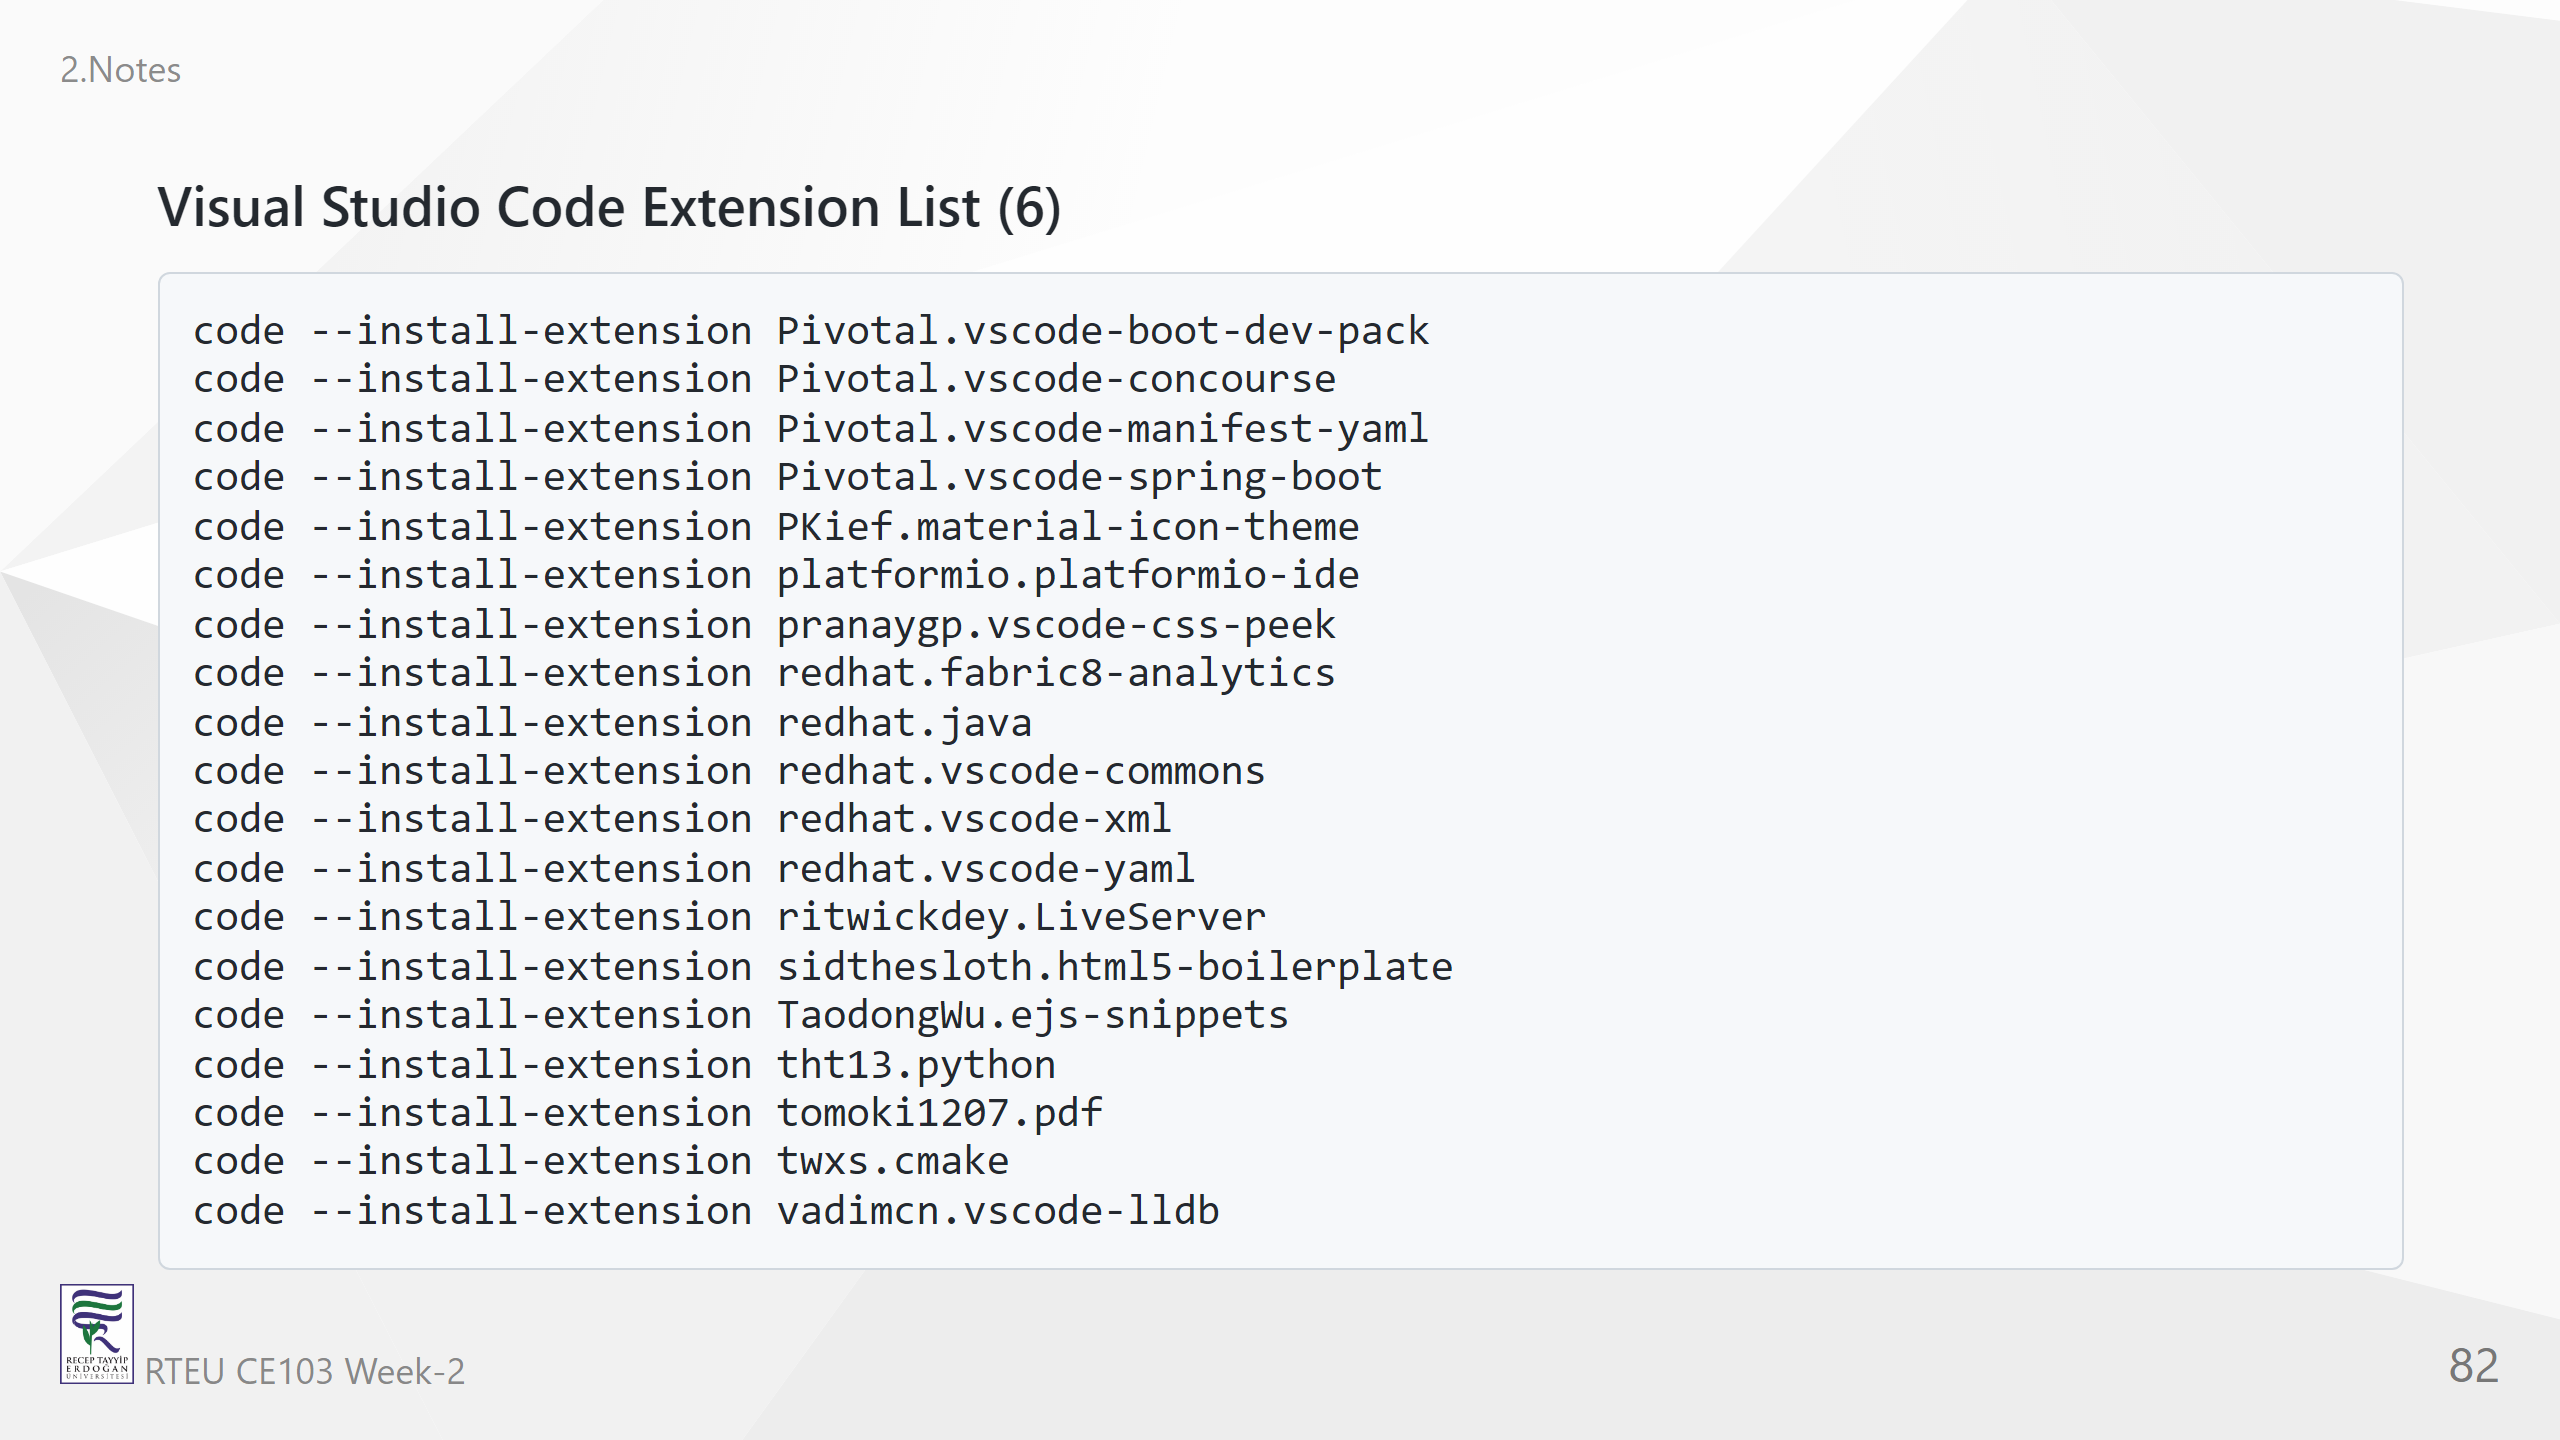 2.Notes
Visual Studio Code Extension List (6)
code --install-extension Pivotal.vscode-boot-dev-pack
code --install-extension Pivotal.vscode-concourse
code --install-extension Pivotal.vscode-manifest-yaml
code --install-extension Pivotal.vscode-spring-boot
code --install-extension PKief.material-icon-theme
code --install-extension platformio.platformio-ide
code --install-extension pranaygp.vscode-css-peek
code --install-extension redhat.fabric8-analytics
code --install-extension redhat.java
code --install-extension redhat.vscode-commons
code --install-extension redhat.vscode-xml
code --install-extension redhat.vscode-yaml
code --install-extension ritwickdey.LiveServer
code --install-extension sidthesloth.html5-boilerplate
code --install-extension TaodongWu.ejs-snippets
code --install-extension tht13.python
code --install-extension tomoki1207.pdf
code --install-extension twxs.cmake
code --install-extension vadimcn.vscode-lldb
RECEP TAYYİP
ERDOĞAN
ÜNİVERSİTESİ
RTEU CE103 Week-2
82